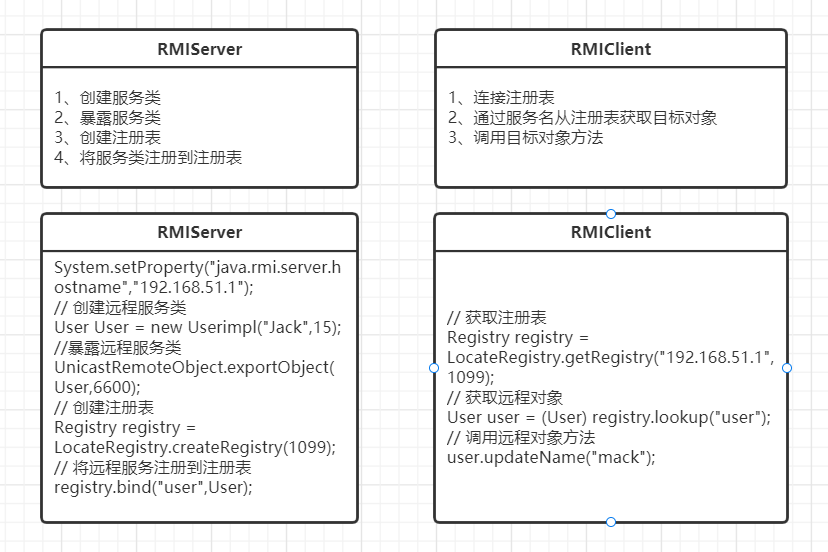 RMIServer
1、创建服务类
2、暴露服务类
3、创建注册表
4、将服务类注册到注册表
RMIClient
1、连接注册表
2、通过服务名从注册表获取目标对象
3、调用目标对象方法
RMIServer
System.setProperty("java.rmi.server.h
ostname","192.168.51.1");
// 创建远程服务类
User User = new Userimpl("Jack",15);
//暴露远程服务类
UnicastRemoteObject.exportObject(
User,6600);
// 创建注册表
Registry registry =
LocateRegistry.createRegistry(1099);
// 将远程服务注册到注册表
registry.bind("user",User);
RMIClient
// 获取注册表
Registry registry =
LocateRegistry.getRegistry("192.168.51.1",
1099);
// 获取远程对象
User user = (User) registry.lookup("user");
// 调用远程对象方法
user.updateName("mack");